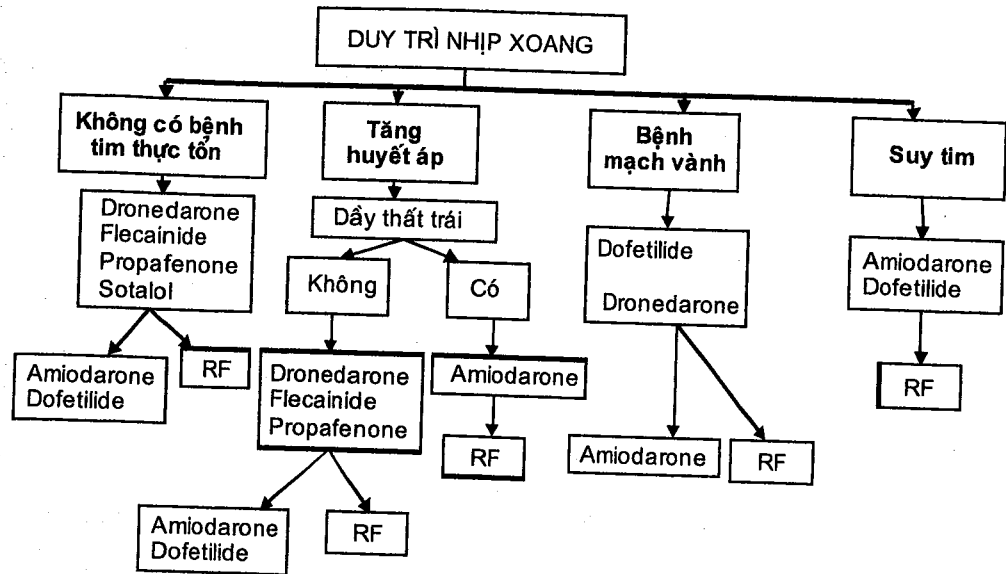 DUY TRÌ NHỊP XOANG
Không có bệnh
tim thực tổn
Tăng
huyết áp
Bệnh
mạch vành
Suy tim
Dronedarone
Flecainide
Propafenone
Sotalol
Dầy thất trái
Không
Có
Dofetilide
Dronedarone
Amiodarone
Dofetilide
Amiodarone
Dofetilide
RF
Dronedarone
Flecainide
Propafenone
Amiodarone
RF
RF
Amiodarone
RF
Amiodarone
Dofetilide
RF